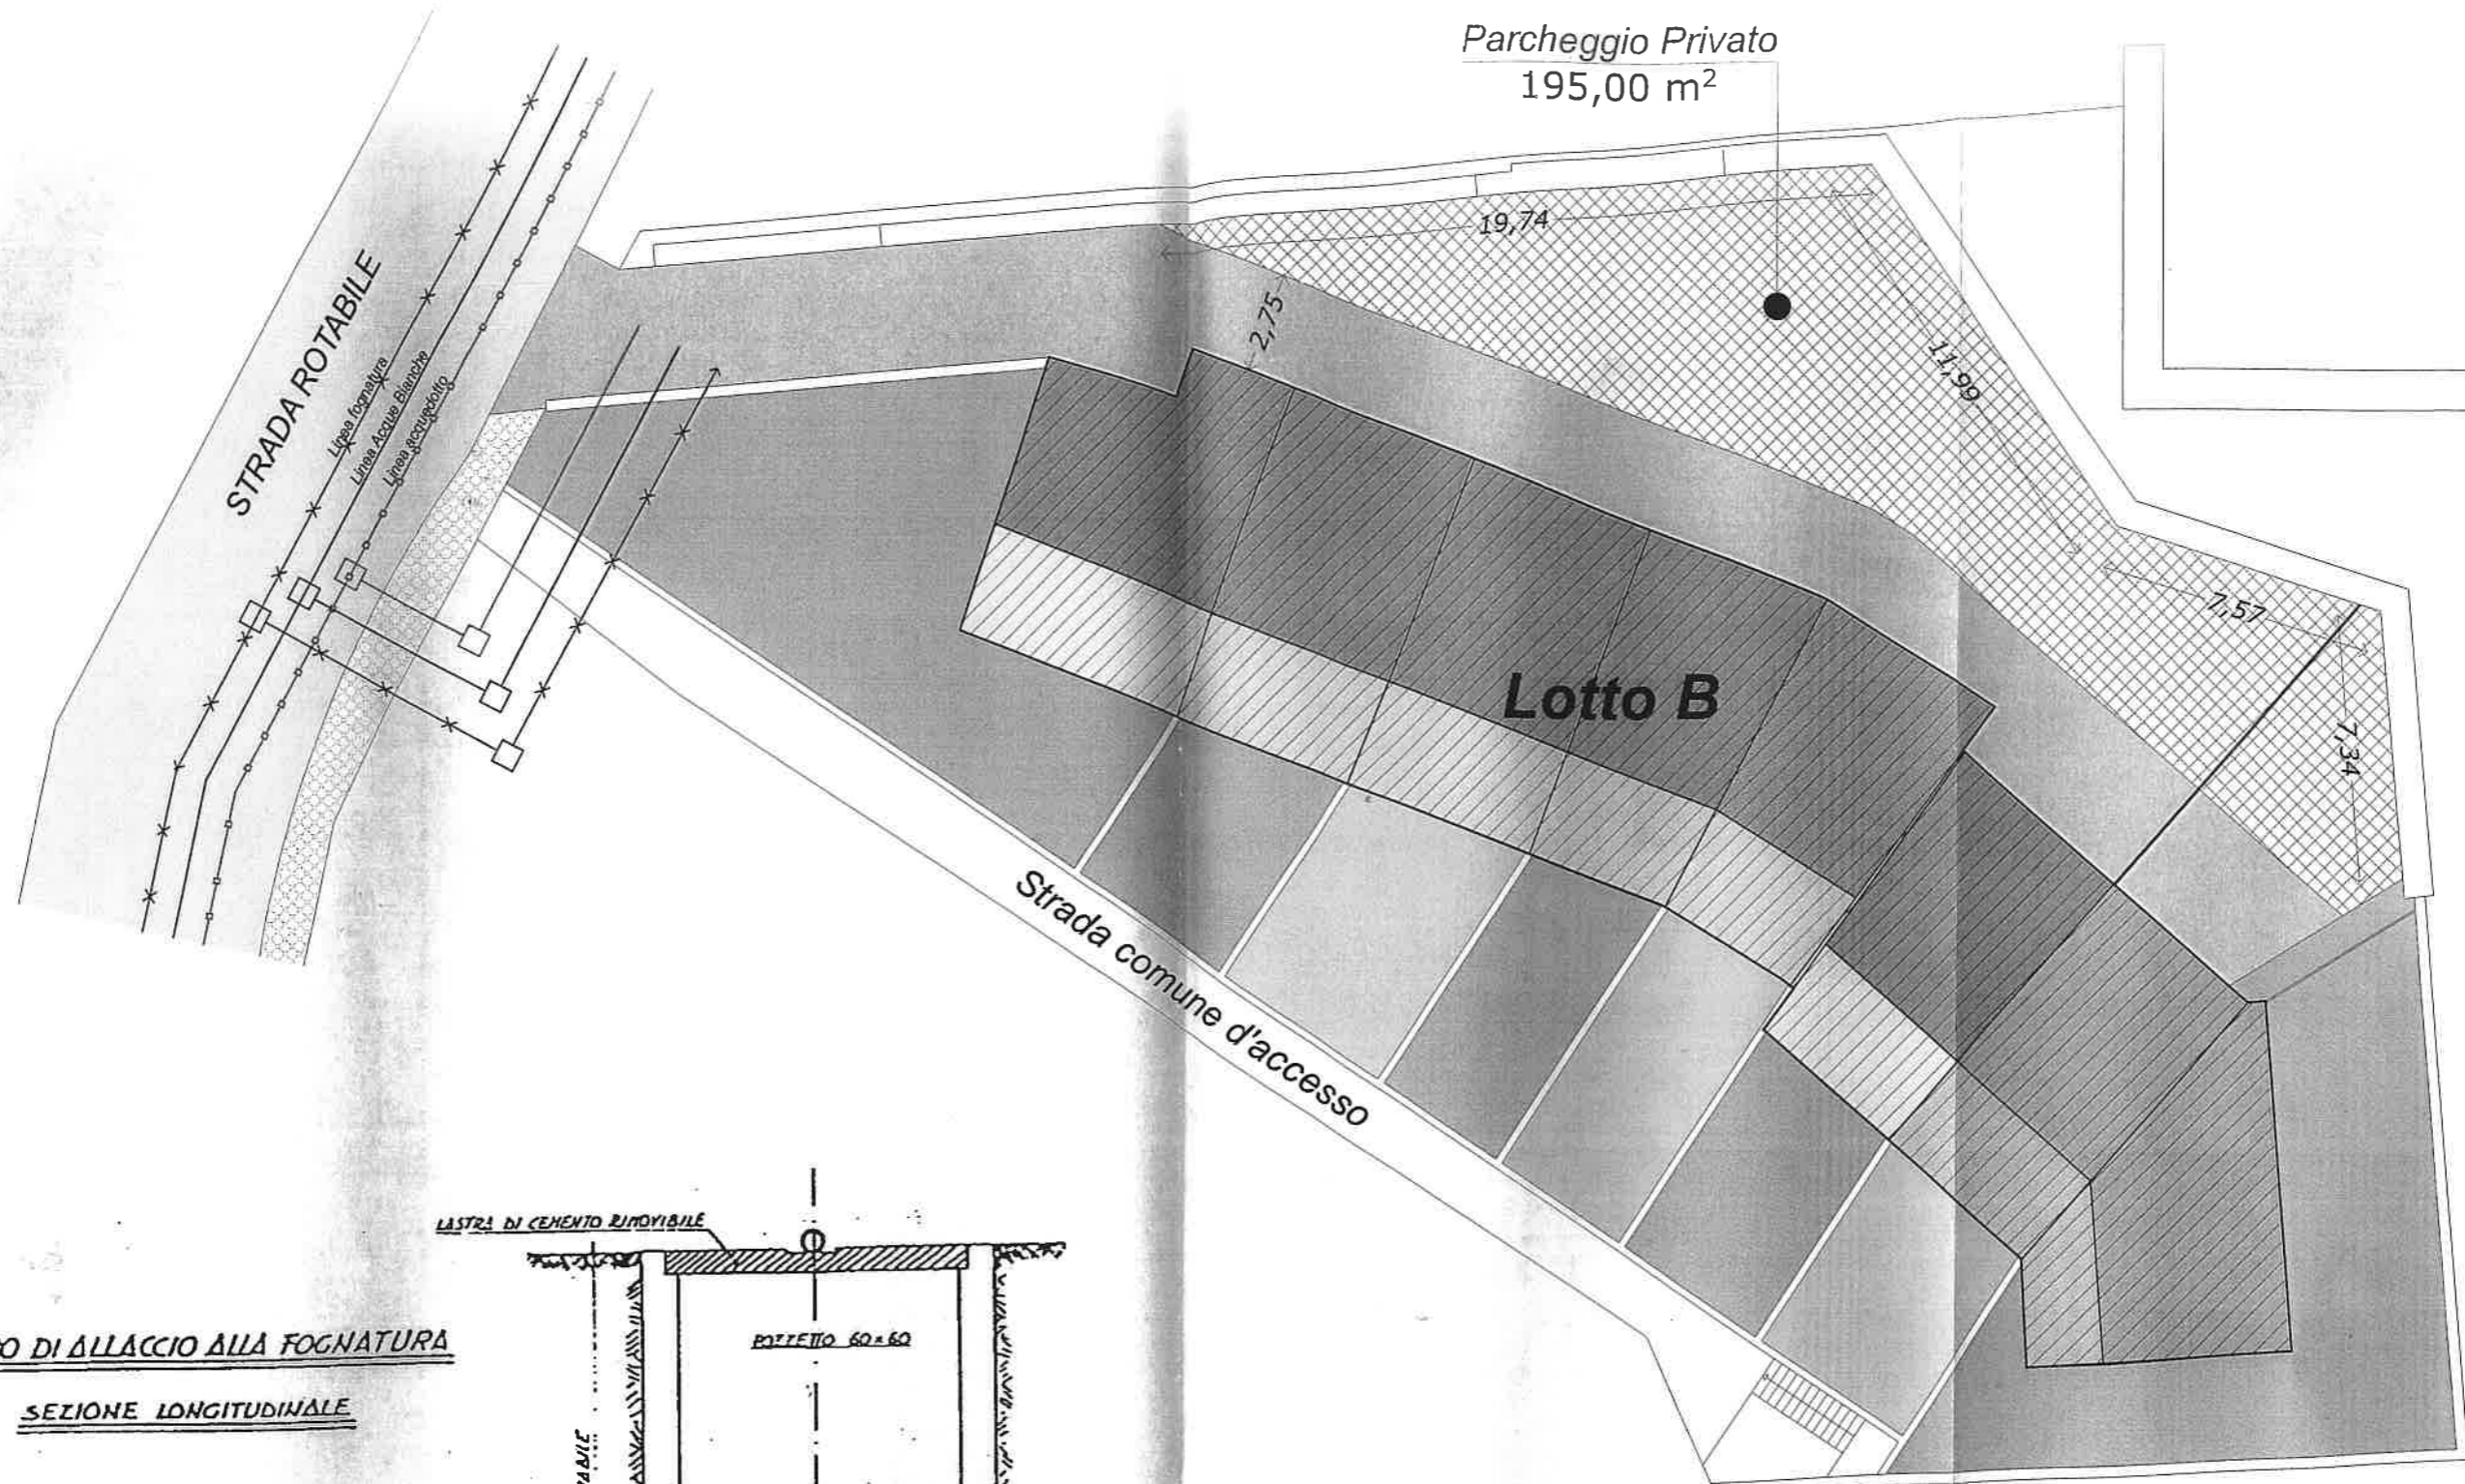 Parcheggio Privato
195,00 m²
19,74
2,75
11,99
7,57
7,34
STRADA ROTABILE
Linea fognatura
Linea Acque Bianche
Linea acquedotto
Lotto B
Strada comune d'accesso
LASTRA DI CEMENTO RIMOVIBILE
POZZETTO 60x60
DI ALLACCIO ALLA FOGNATURA
SEZIONE LONGITUDINALE